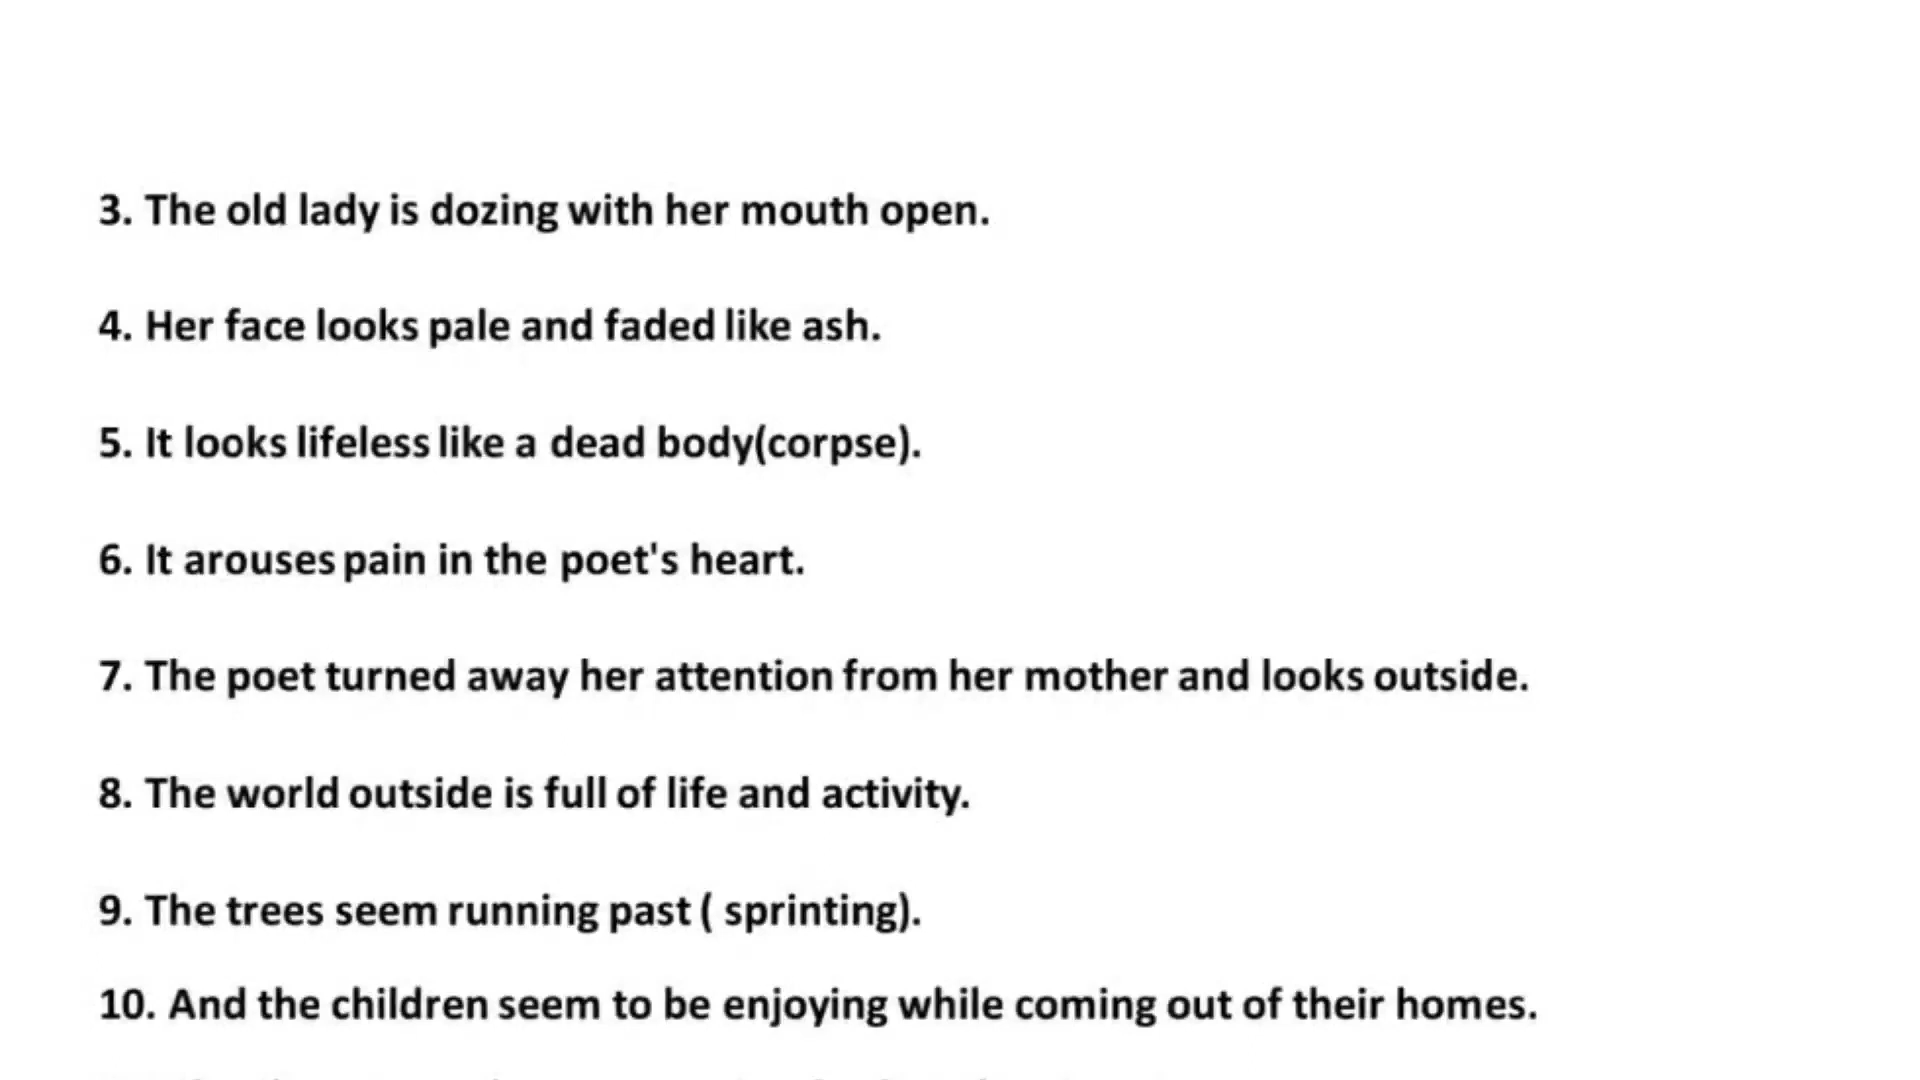 3. The old lady is dozing with her mouth open.
4. Her face looks pale and faded like ash.
5. It looks lifeless like a dead body(corpse).
6. It arouses pain in the poet's heart.
7. The poet turned away her attention from her mother and looks outside.
8. The world outside is full of life and activity.
9. The trees seem running past ( sprinting).
10. And the children seem to be enjoying while coming out of their homes.